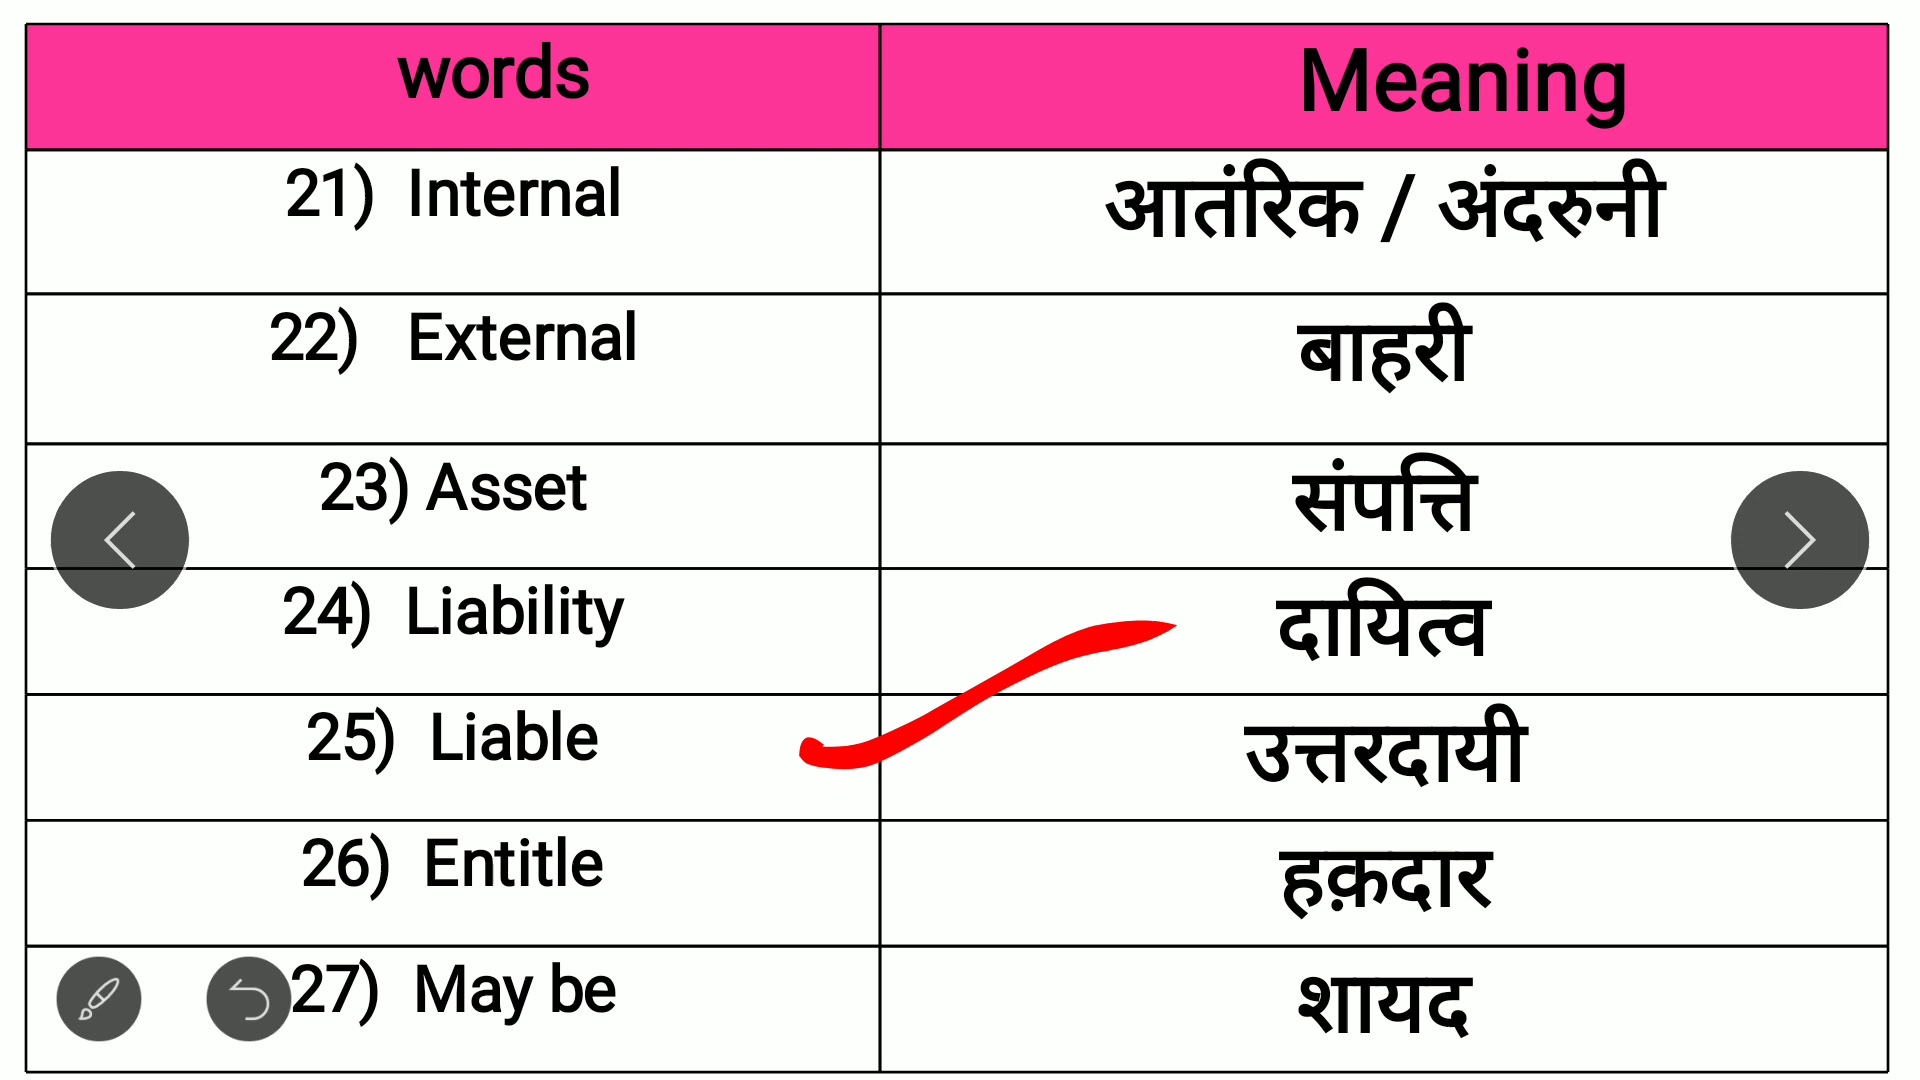 words Meaning
21) Internal आतंरिक / अंदरुनी
22) External बाहरी
23) Asset संपत्ति
24) Liability दायित्व
25) Liable उत्तरदायी
26) Entitle हक़दार
27) May be शायद